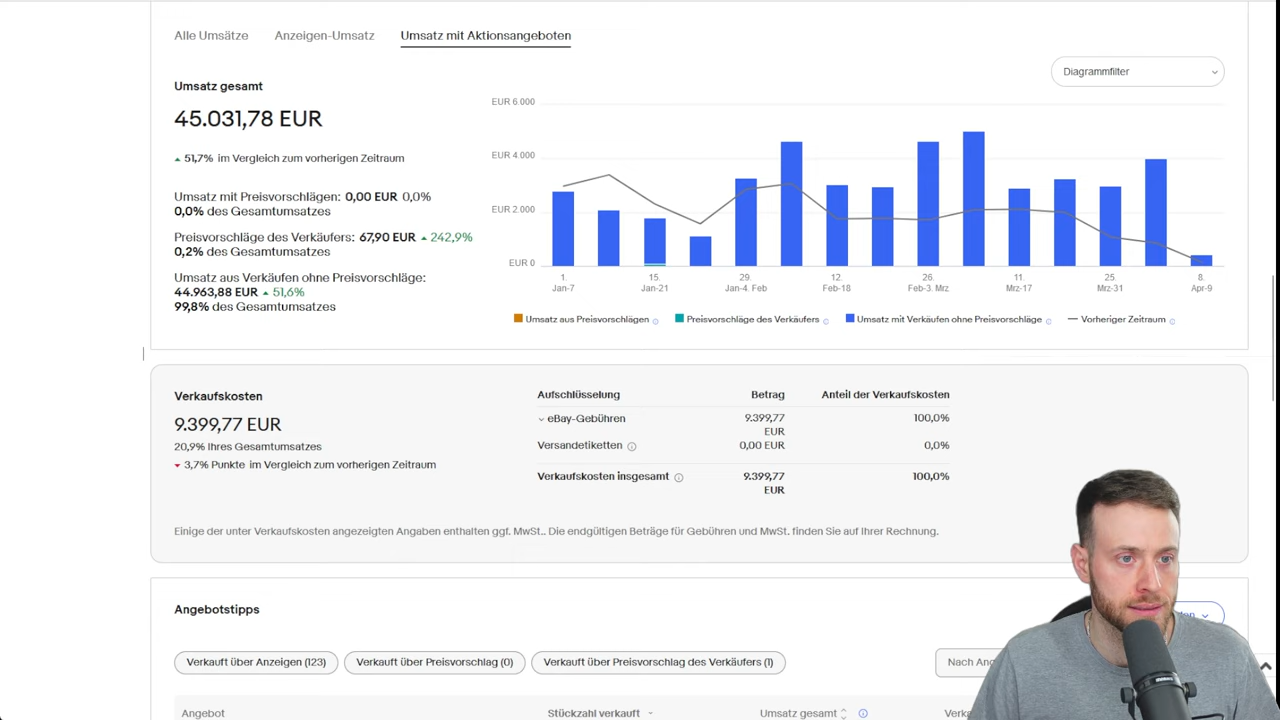 Alle Umsätze
Anzeigen-Umsatz
Umsatz mit Aktionsangeboten
Diagrammfilter
Umsatz gesamt
45.031,78 EUR
51,7% im Vergleich zum vorherigen Zeitraum
Umsatz mit Preisvorschlägen: 0,00 EUR 0,0%
0,0% des Gesamtumsatzes
Preisvorschläge des Verkäufers: 67,90 EUR 242,9%
0,2% des Gesamtumsatzes
Umsatz aus Verkäufen ohne Preisvorschläge:
44.963,88 EUR 51,6%
99,8% des Gesamtumsatzes
EUR 6.000
EUR 4.000
EUR 2.000
EUR 0
1. 15. 29. 12. 26. 11. 25. 8.
Jan-7 Jan-21 Jan-4. Feb Feb-18 Feb-3. Mrz Mrz-17 Mrz-31 Apr-9
Umsatz aus Preisvorschlägen
Preisvorschläge des Verkäufers
Umsatz mit Verkäufen ohne Preisvorschläge
Vorheriger Zeitraum
Verkaufskosten
9.399,77 EUR
20,9% Ihres Gesamtumsatzes
3,7% Punkte im Vergleich zum vorherigen Zeitraum
Aufschlüsselung Betrag Anteil der Verkaufskosten
eBay-Gebühren 9.399,77 100,0%
EUR
Versandetiketten 0,00 EUR 0,0%
Verkaufskosten insgesamt 9.399,77 100,0%
EUR
Einige der unter Verkaufskosten angezeigten Angaben enthalten ggf. MwSt.. Die endgültigen Beträge für Gebühren und MwSt. finden Sie auf Ihrer Rechnung.
Angebotstipps
Verkauft über Anzeigen (123)
Verkauft über Preisvorschlag (0)
Verkauft über Preisvorschlag des Verkäufers (1)
Nach
Angebot Stückzahl verkauft Umsatz gesamt